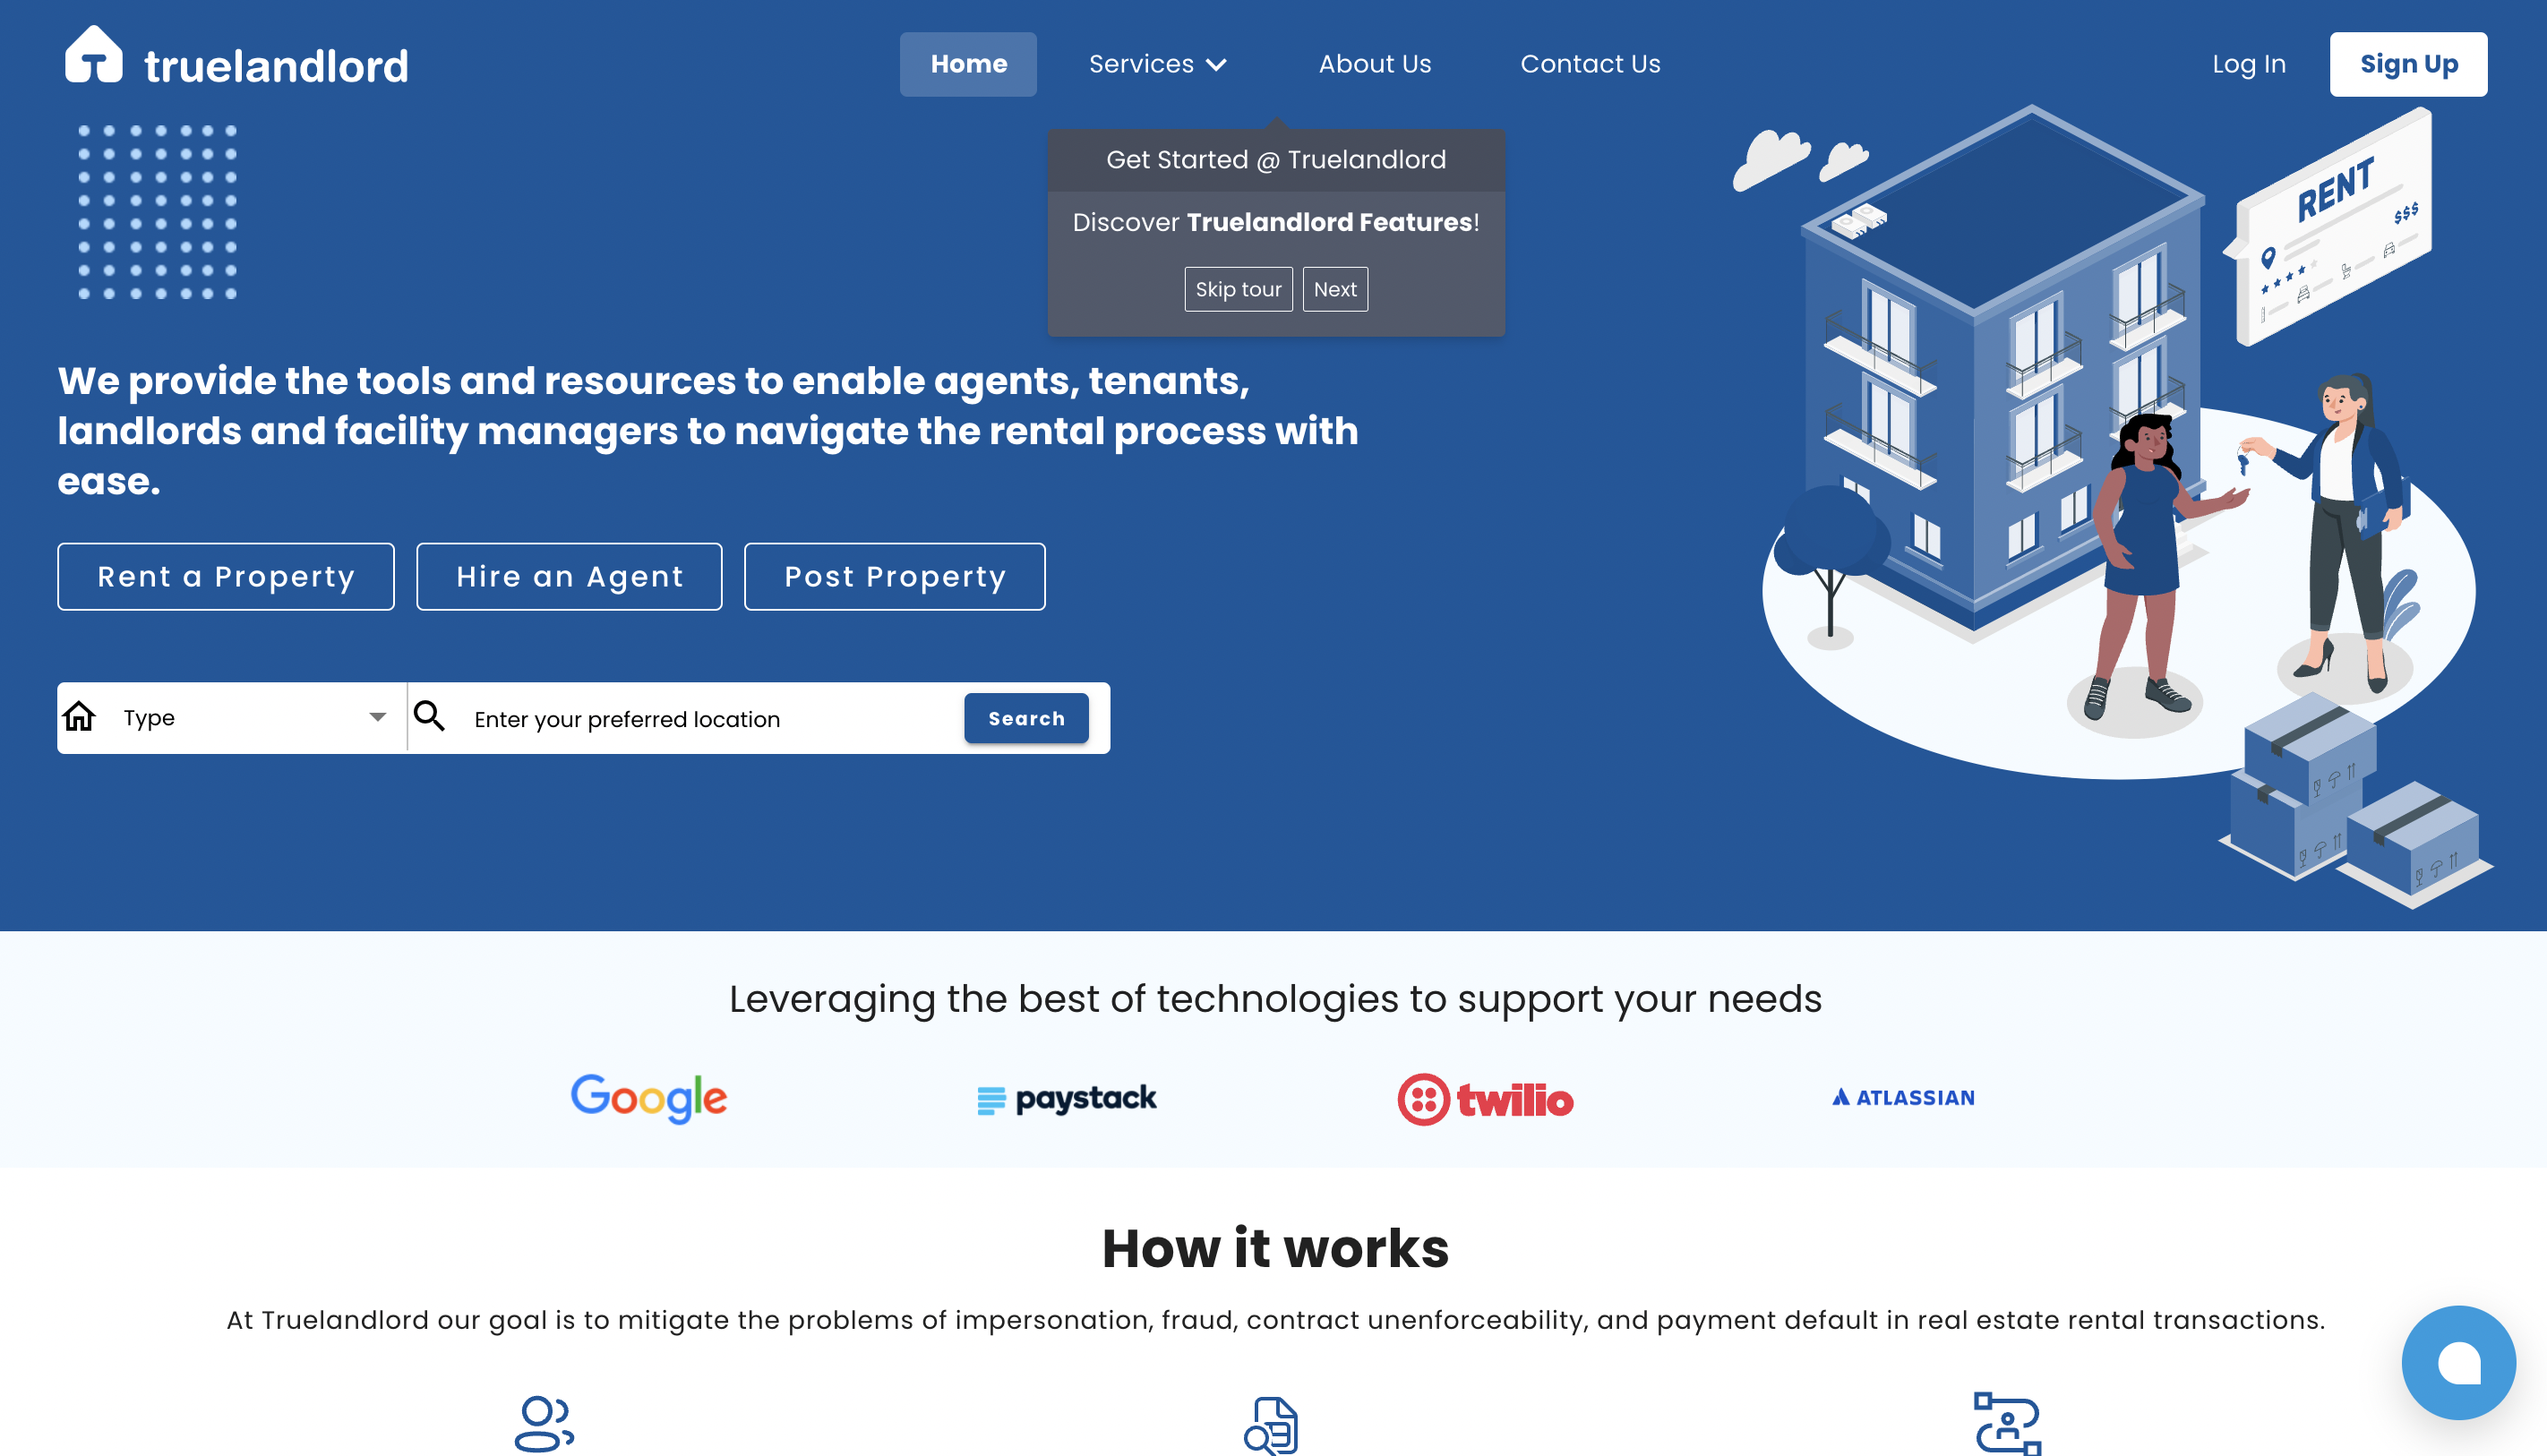 truelandlord
Home
Services
About Us
Contact Us
Log In
Sign Up
Get Started @ Truelandlord
Discover Truelandlord Features!
Skip tour
Next
RENT
$$$
We provide the tools and resources to enable agents, tenants,
landlords and facility managers to navigate the rental process with
ease.
Rent a Property
Hire an Agent
Post Property
Type
Enter your preferred location
Search
Leveraging the best of technologies to support your needs
Google
paystack
twilio
ATLASSIAN
How it works
At Truelandlord our goal is to mitigate the problems of impersonation, fraud, contract unenforceability, and payment default in real estate rental transactions.